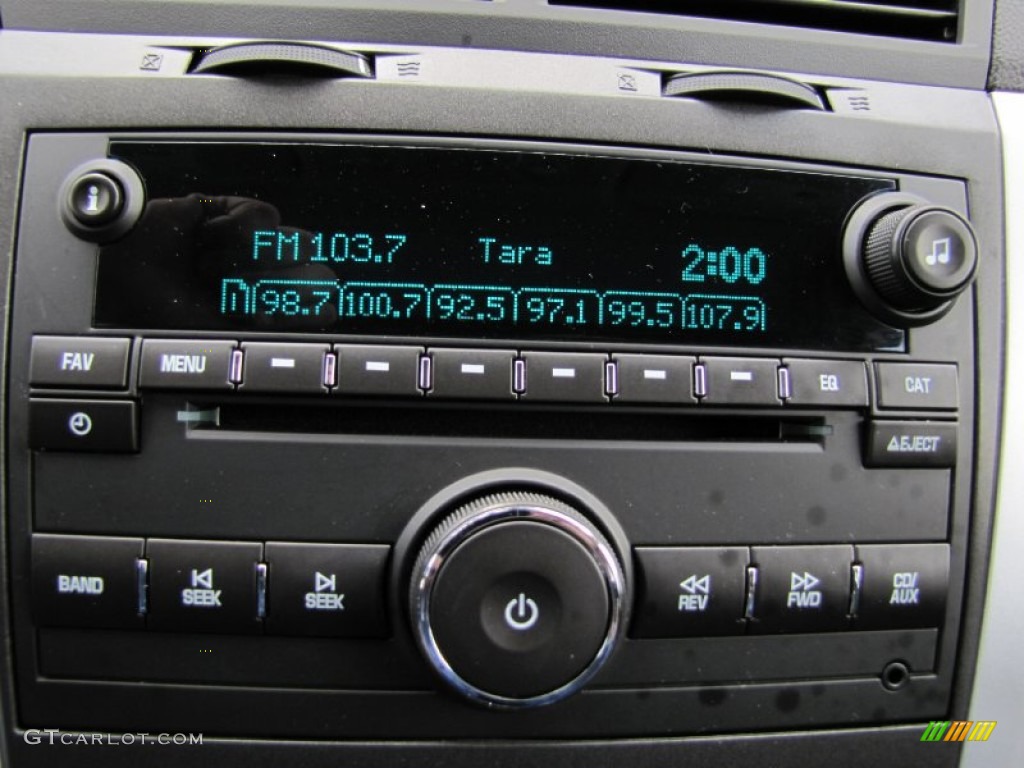 FM 103.7 Tara 2:00
98.7 100.7 92.5 97.1 99.5 107.9
FAV MENU EQ CAT
EJECT
BAND SEEK SEEK REV FWD CD/AUX
GTCARLOT.COM